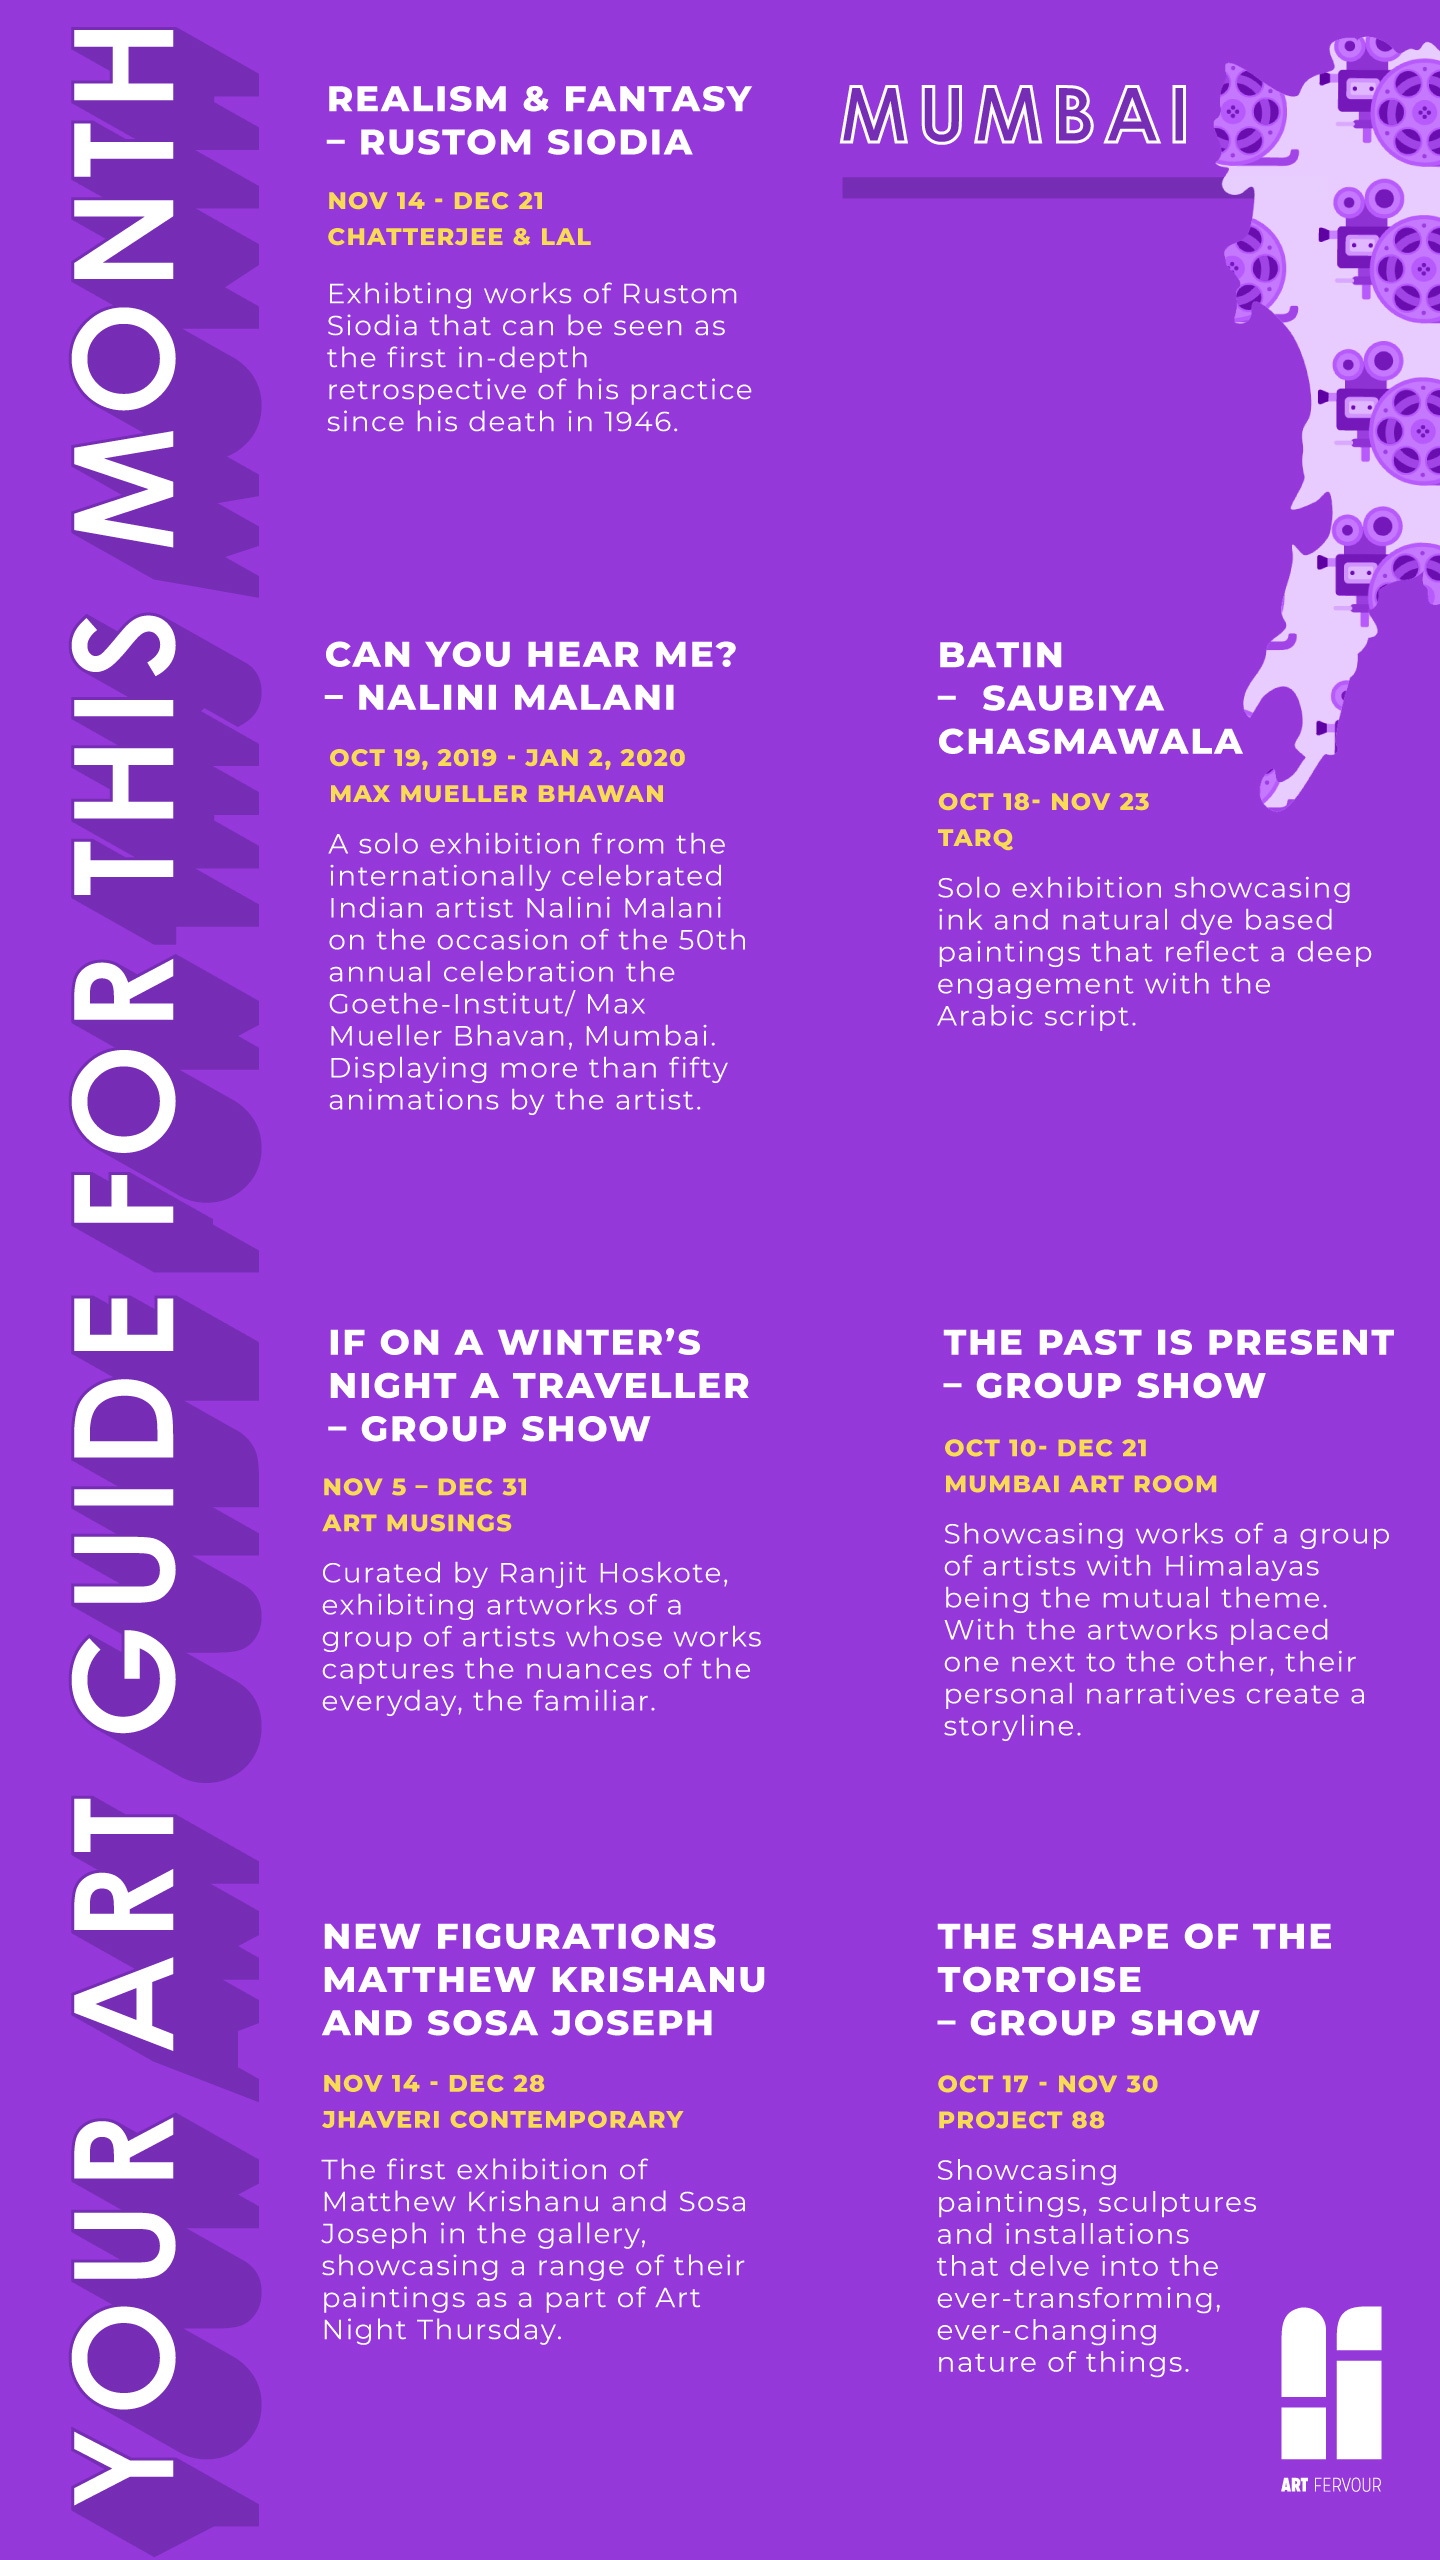 YOUR ART GUIDE FOR THIS MONTH
MUMBAI
REALISM & FANTASY
– RUSTOM SIODIA
NOV 14 - DEC 21
CHATTERJEE & LAL
Exhibting works of Rustom
Siodia that can be seen as
the first in-depth
retrospective of his practice
since his death in 1946.
CAN YOU HEAR ME?
– NALINI MALANI
OCT 19, 2019 - JAN 2, 2020
MAX MUELLER BHAWAN
A solo exhibition from the
internationally celebrated
Indian artist Nalini Malani
on the occasion of the 50th
annual celebration the
Goethe-Institut/ Max
Mueller Bhavan, Mumbai.
Displaying more than fifty
animations by the artist.
BATIN
– SAUBIYA
CHASMAWALA
OCT 18- NOV 23
TARQ
Solo exhibition showcasing
ink and natural dye based
paintings that reflect a deep
engagement with the
Arabic script.
IF ON A WINTER’S
NIGHT A TRAVELLER
– GROUP SHOW
NOV 5 – DEC 31
ART MUSINGS
Curated by Ranjit Hoskote,
exhibiting artworks of a
group of artists whose works
captures the nuances of the
everyday, the familiar.
THE PAST IS PRESENT
– GROUP SHOW
OCT 10- DEC 21
MUMBAI ART ROOM
Showcasing works of a group
of artists with Himalayas
being the mutual theme.
With the artworks placed
one next to the other, their
personal narratives create a
storyline.
NEW FIGURATIONS
MATTHEW KRISHANU
AND SOSA JOSEPH
NOV 14 - DEC 28
JHAVERI CONTEMPORARY
The first exhibition of
Matthew Krishanu and Sosa
Joseph in the gallery,
showcasing a range of their
paintings as a part of Art
Night Thursday.
THE SHAPE OF THE
TORTOISE
– GROUP SHOW
OCT 17 - NOV 30
PROJECT 88
Showcasing
paintings, sculptures
and installations
that delve into the
ever-transforming,
ever-changing
nature of things.
ART FERVOUR